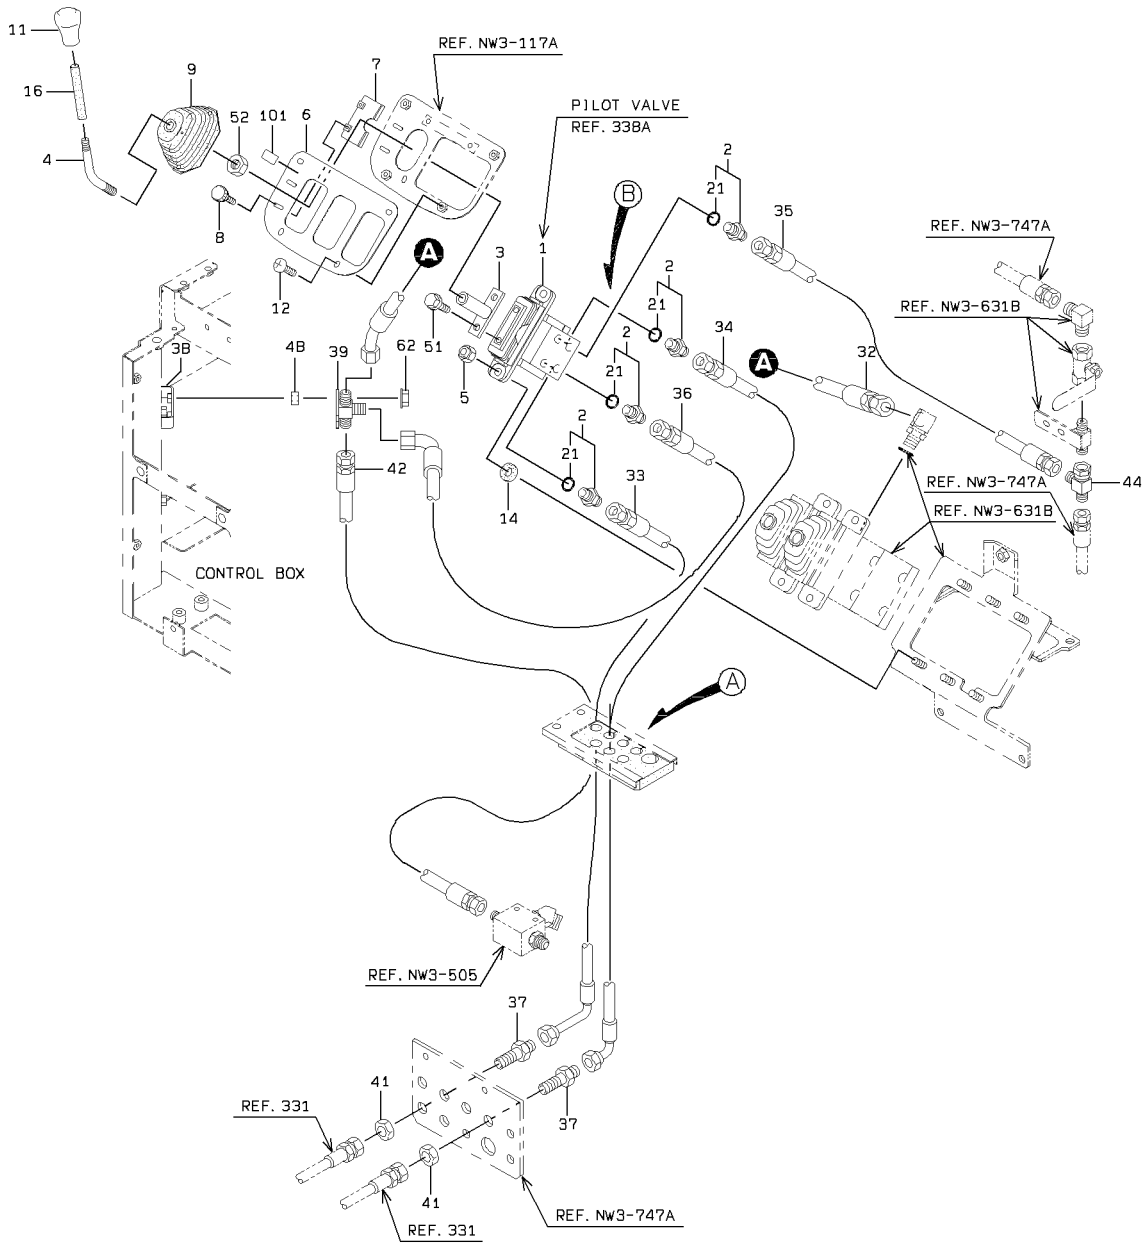 11
REF. NW3-117A
9
7
16
PILOT VALVE
REF. 338A
52
101
6
2
4
21
B
35
REF. NW3-747A
8
A
3
1
2
REF. NW3-631B
12
21
2
34
3B
4B
39
62
51
A
32
5
21
36
2
42
21
33
44
14
REF. NW3-747A
REF. NW3-631B
CONTROL BOX
A
REF. NW3-505
37
41
REF. 331
37
41
REF. NW3-747A
REF. 331